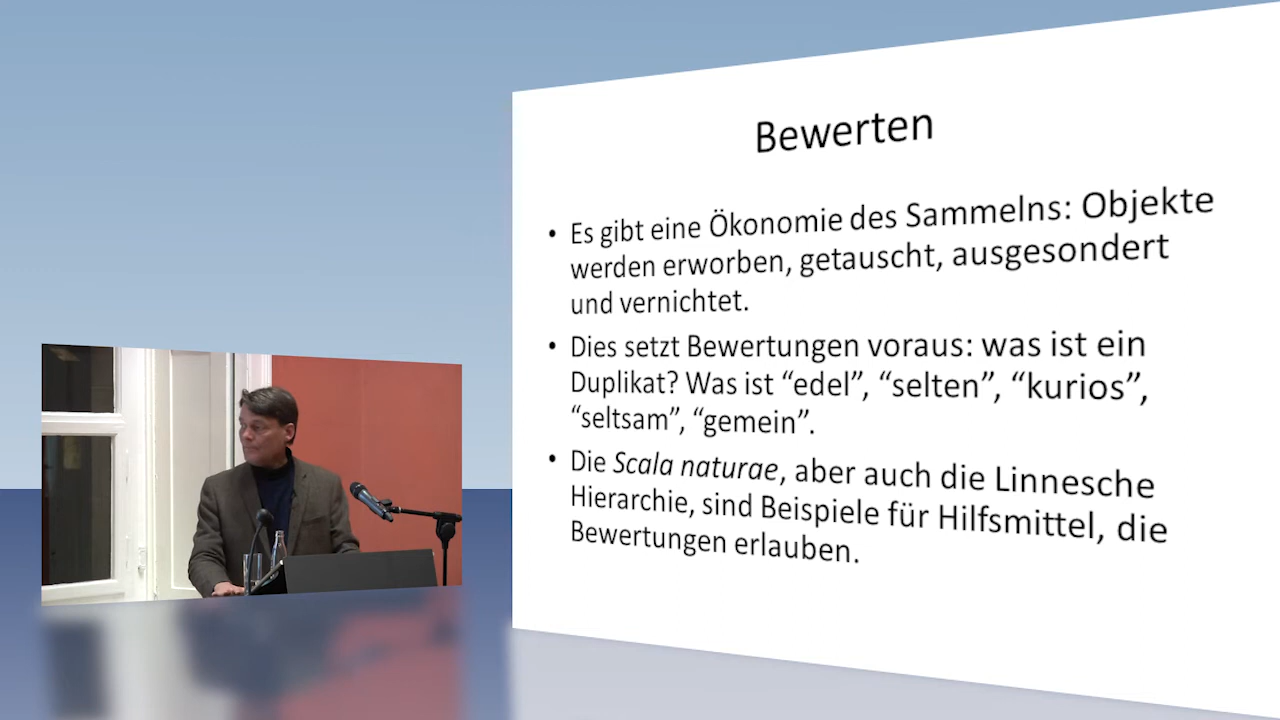 Bewerten
• Es gibt eine Ökonomie des Sammelns: Objekte
werden erworben, getauscht, ausgesondert
und vernichtet.
• Dies setzt Bewertungen voraus: was ist ein
Duplikat? Was ist “edel”, “selten”, “kurios”,
“seltsam”, “gemein”.
• Die Scala naturae, aber auch die Linnesche
Hierarchie, sind Beispiele für Hilfsmittel, die
Bewertungen erlauben.